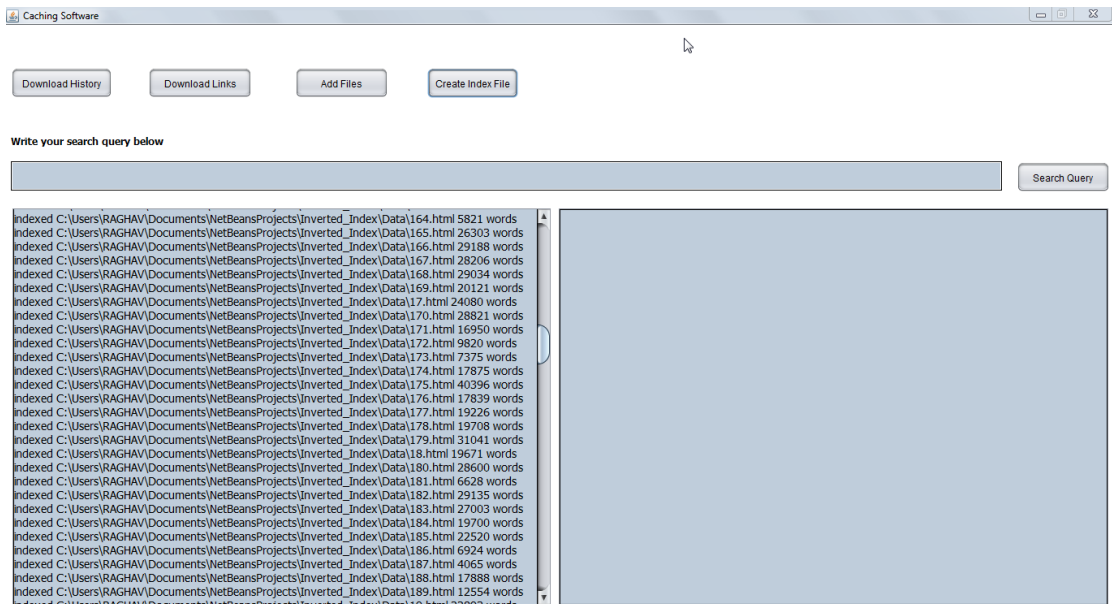 Caching Software
Download History
Download Links
Add Files
Create Index File
Write your search query below
Search Query
indexed C:\Users\RAGHAV\Documents\NetBeansProjects\Inverted_Index\Data\164.html 5821 words
indexed C:\Users\RAGHAV\Documents\NetBeansProjects\Inverted_Index\Data\165.html 26303 words
indexed C:\Users\RAGHAV\Documents\NetBeansProjects\Inverted_Index\Data\166.html 29188 words
indexed C:\Users\RAGHAV\Documents\NetBeansProjects\Inverted_Index\Data\167.html 28206 words
indexed C:\Users\RAGHAV\Documents\NetBeansProjects\Inverted_Index\Data\168.html 29034 words
indexed C:\Users\RAGHAV\Documents\NetBeansProjects\Inverted_Index\Data\169.html 20121 words
indexed C:\Users\RAGHAV\Documents\NetBeansProjects\Inverted_Index\Data\17.html 24080 words
indexed C:\Users\RAGHAV\Documents\NetBeansProjects\Inverted_Index\Data\170.html 28821 words
indexed C:\Users\RAGHAV\Documents\NetBeansProjects\Inverted_Index\Data\171.html 16950 words
indexed C:\Users\RAGHAV\Documents\NetBeansProjects\Inverted_Index\Data\172.html 9820 words
indexed C:\Users\RAGHAV\Documents\NetBeansProjects\Inverted_Index\Data\173.html 7375 words
indexed C:\Users\RAGHAV\Documents\NetBeansProjects\Inverted_Index\Data\174.html 17875 words
indexed C:\Users\RAGHAV\Documents\NetBeansProjects\Inverted_Index\Data\175.html 40396 words
indexed C:\Users\RAGHAV\Documents\NetBeansProjects\Inverted_Index\Data\176.html 17839 words
indexed C:\Users\RAGHAV\Documents\NetBeansProjects\Inverted_Index\Data\177.html 19226 words
indexed C:\Users\RAGHAV\Documents\NetBeansProjects\Inverted_Index\Data\178.html 19708 words
indexed C:\Users\RAGHAV\Documents\NetBeansProjects\Inverted_Index\Data\179.html 31041 words
indexed C:\Users\RAGHAV\Documents\NetBeansProjects\Inverted_Index\Data\18.html 19671 words
indexed C:\Users\RAGHAV\Documents\NetBeansProjects\Inverted_Index\Data\180.html 28600 words
indexed C:\Users\RAGHAV\Documents\NetBeansProjects\Inverted_Index\Data\181.html 6628 words
indexed C:\Users\RAGHAV\Documents\NetBeansProjects\Inverted_Index\Data\182.html 29135 words
indexed C:\Users\RAGHAV\Documents\NetBeansProjects\Inverted_Index\Data\183.html 27003 words
indexed C:\Users\RAGHAV\Documents\NetBeansProjects\Inverted_Index\Data\184.html 19700 words
indexed C:\Users\RAGHAV\Documents\NetBeansProjects\Inverted_Index\Data\185.html 22520 words
indexed C:\Users\RAGHAV\Documents\NetBeansProjects\Inverted_Index\Data\186.html 6924 words
indexed C:\Users\RAGHAV\Documents\NetBeansProjects\Inverted_Index\Data\187.html 4065 words
indexed C:\Users\RAGHAV\Documents\NetBeansProjects\Inverted_Index\Data\188.html 17888 words
indexed C:\Users\RAGHAV\Documents\NetBeansProjects\Inverted_Index\Data\189.html 12554 words